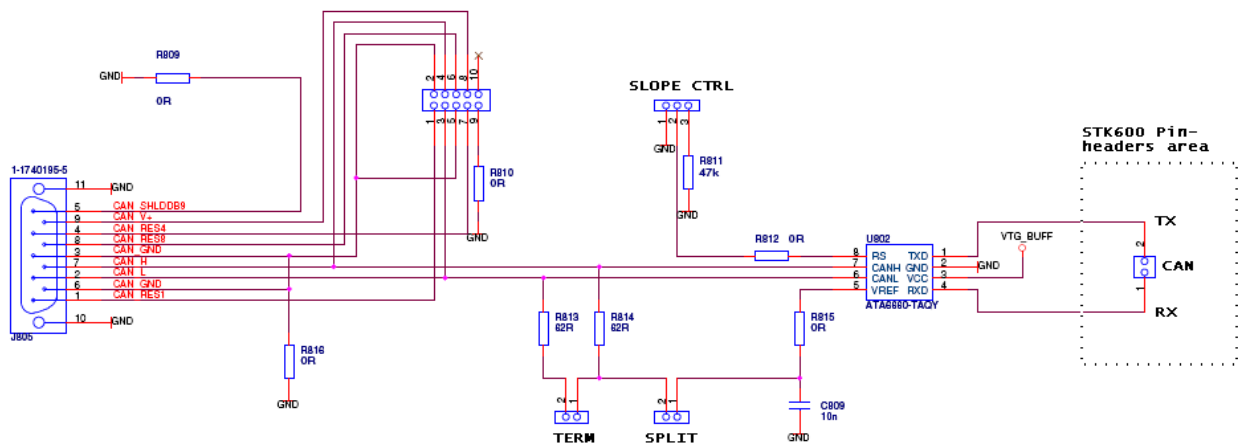 R809
GND
0R
2 4 6 8 10
1 3 5 7 9
R810
0R
GND
SLOPE CTRL
1 2 3
GND
R811
47k
GND
STK600 Pin-
headers area
1-1740195-5
11 GND
5 CAN_SHLDDB9
9 CAN_V+
4 CAN_RES4
8 CAN_RES8
3 CAN_GND
7 CAN_H
2 CAN_L
6 CAN_GND
1 CAN_RES1
10 GND
J805
R816
0R
GND
R812 0R
U802
8 RS TXD 1
7 CANH GND 2 GND
6 CANL VCC 3
5 VREF RXD 4
ATA6660-TAQY
VTG_BUFF
TX
2
CAN
1
RX
R813
62R
R814
62R
R815
0R
2 1
TERM
2 1
SPLIT
C809
10n
GND